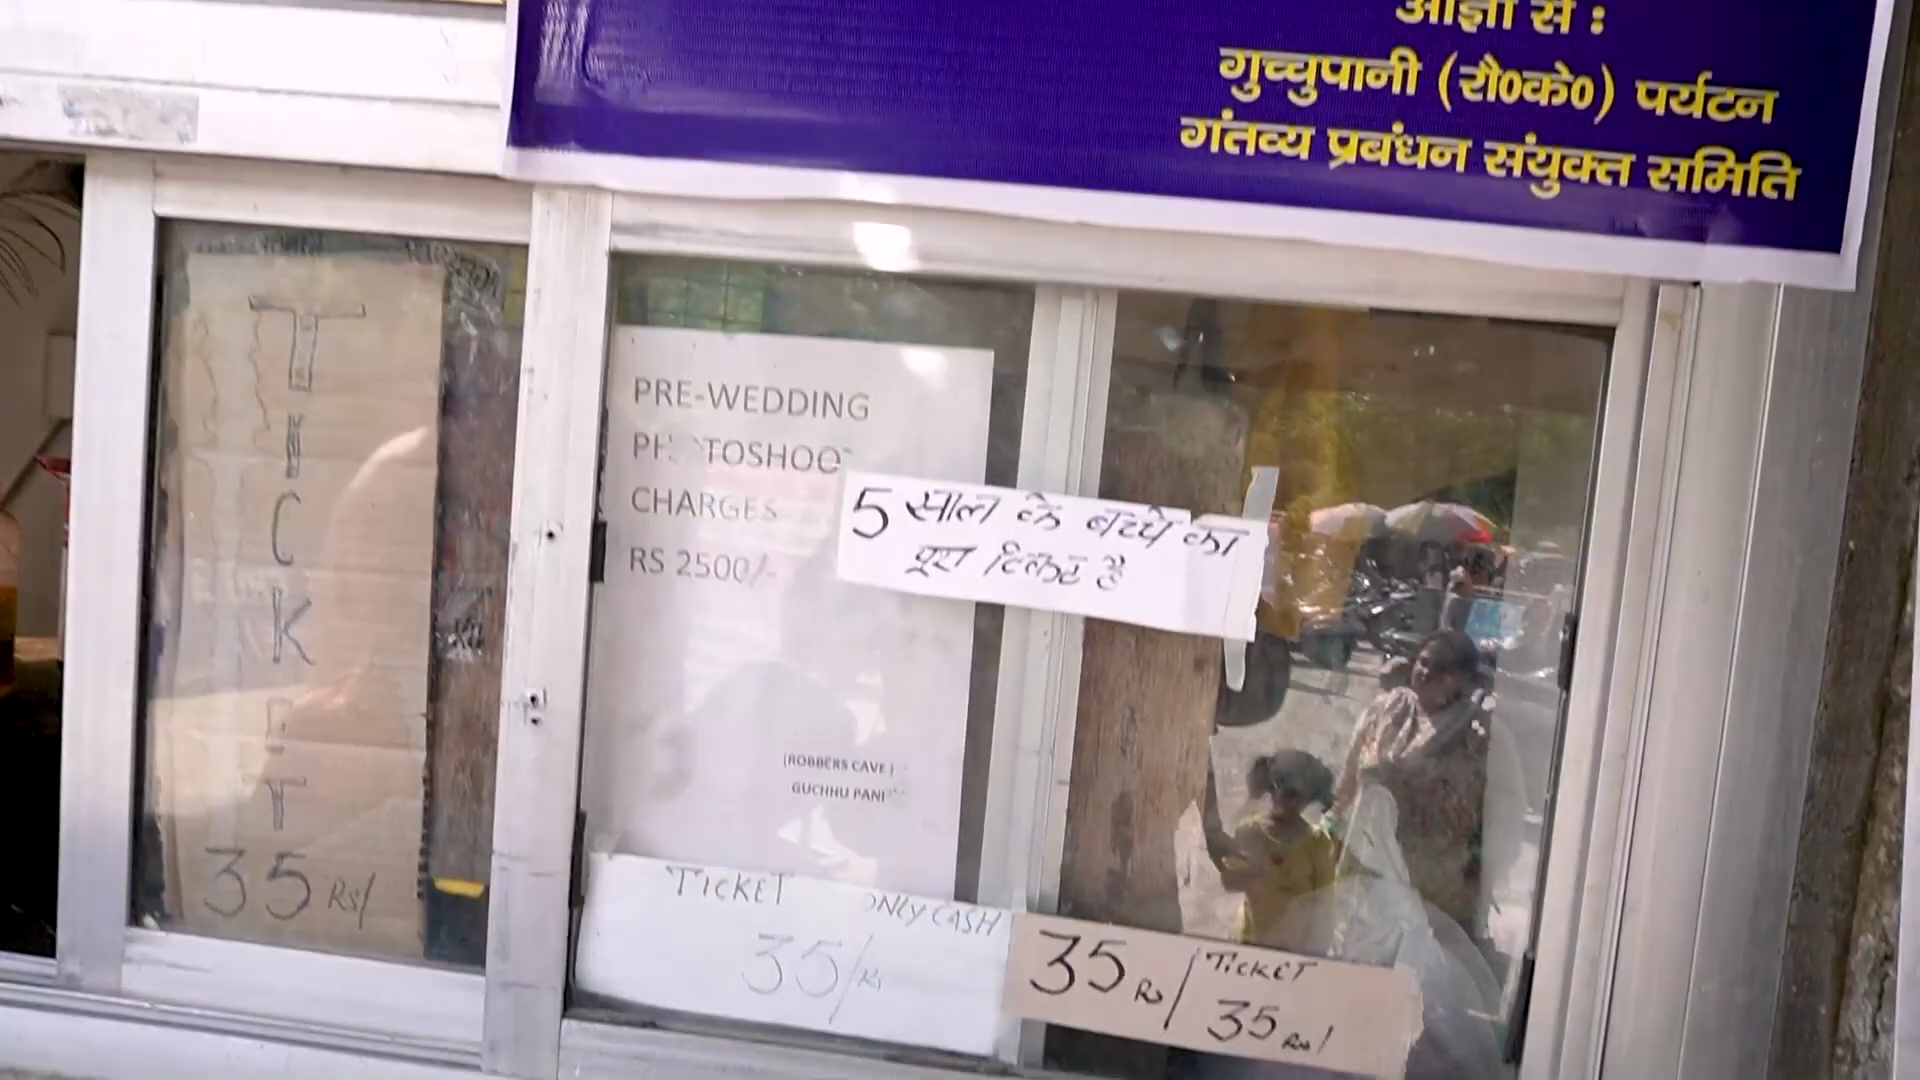 आज्ञा से :
गुच्चुपानी (रौ०के०) पर्यटन
गंतव्य प्रबंधन संयुक्त समिति
TICKET
35 Rs/
PRE-WEDDING
PHOTOSHOOT
CHARGES
RS 2500/-
5 साल के बच्चे का
पूरा टिकट है
(ROBBERS CAVE)
GUCHHU PANI
TICKET ONLY CASH
35/Rs
35 Rs/ TICKET
35 Rs/